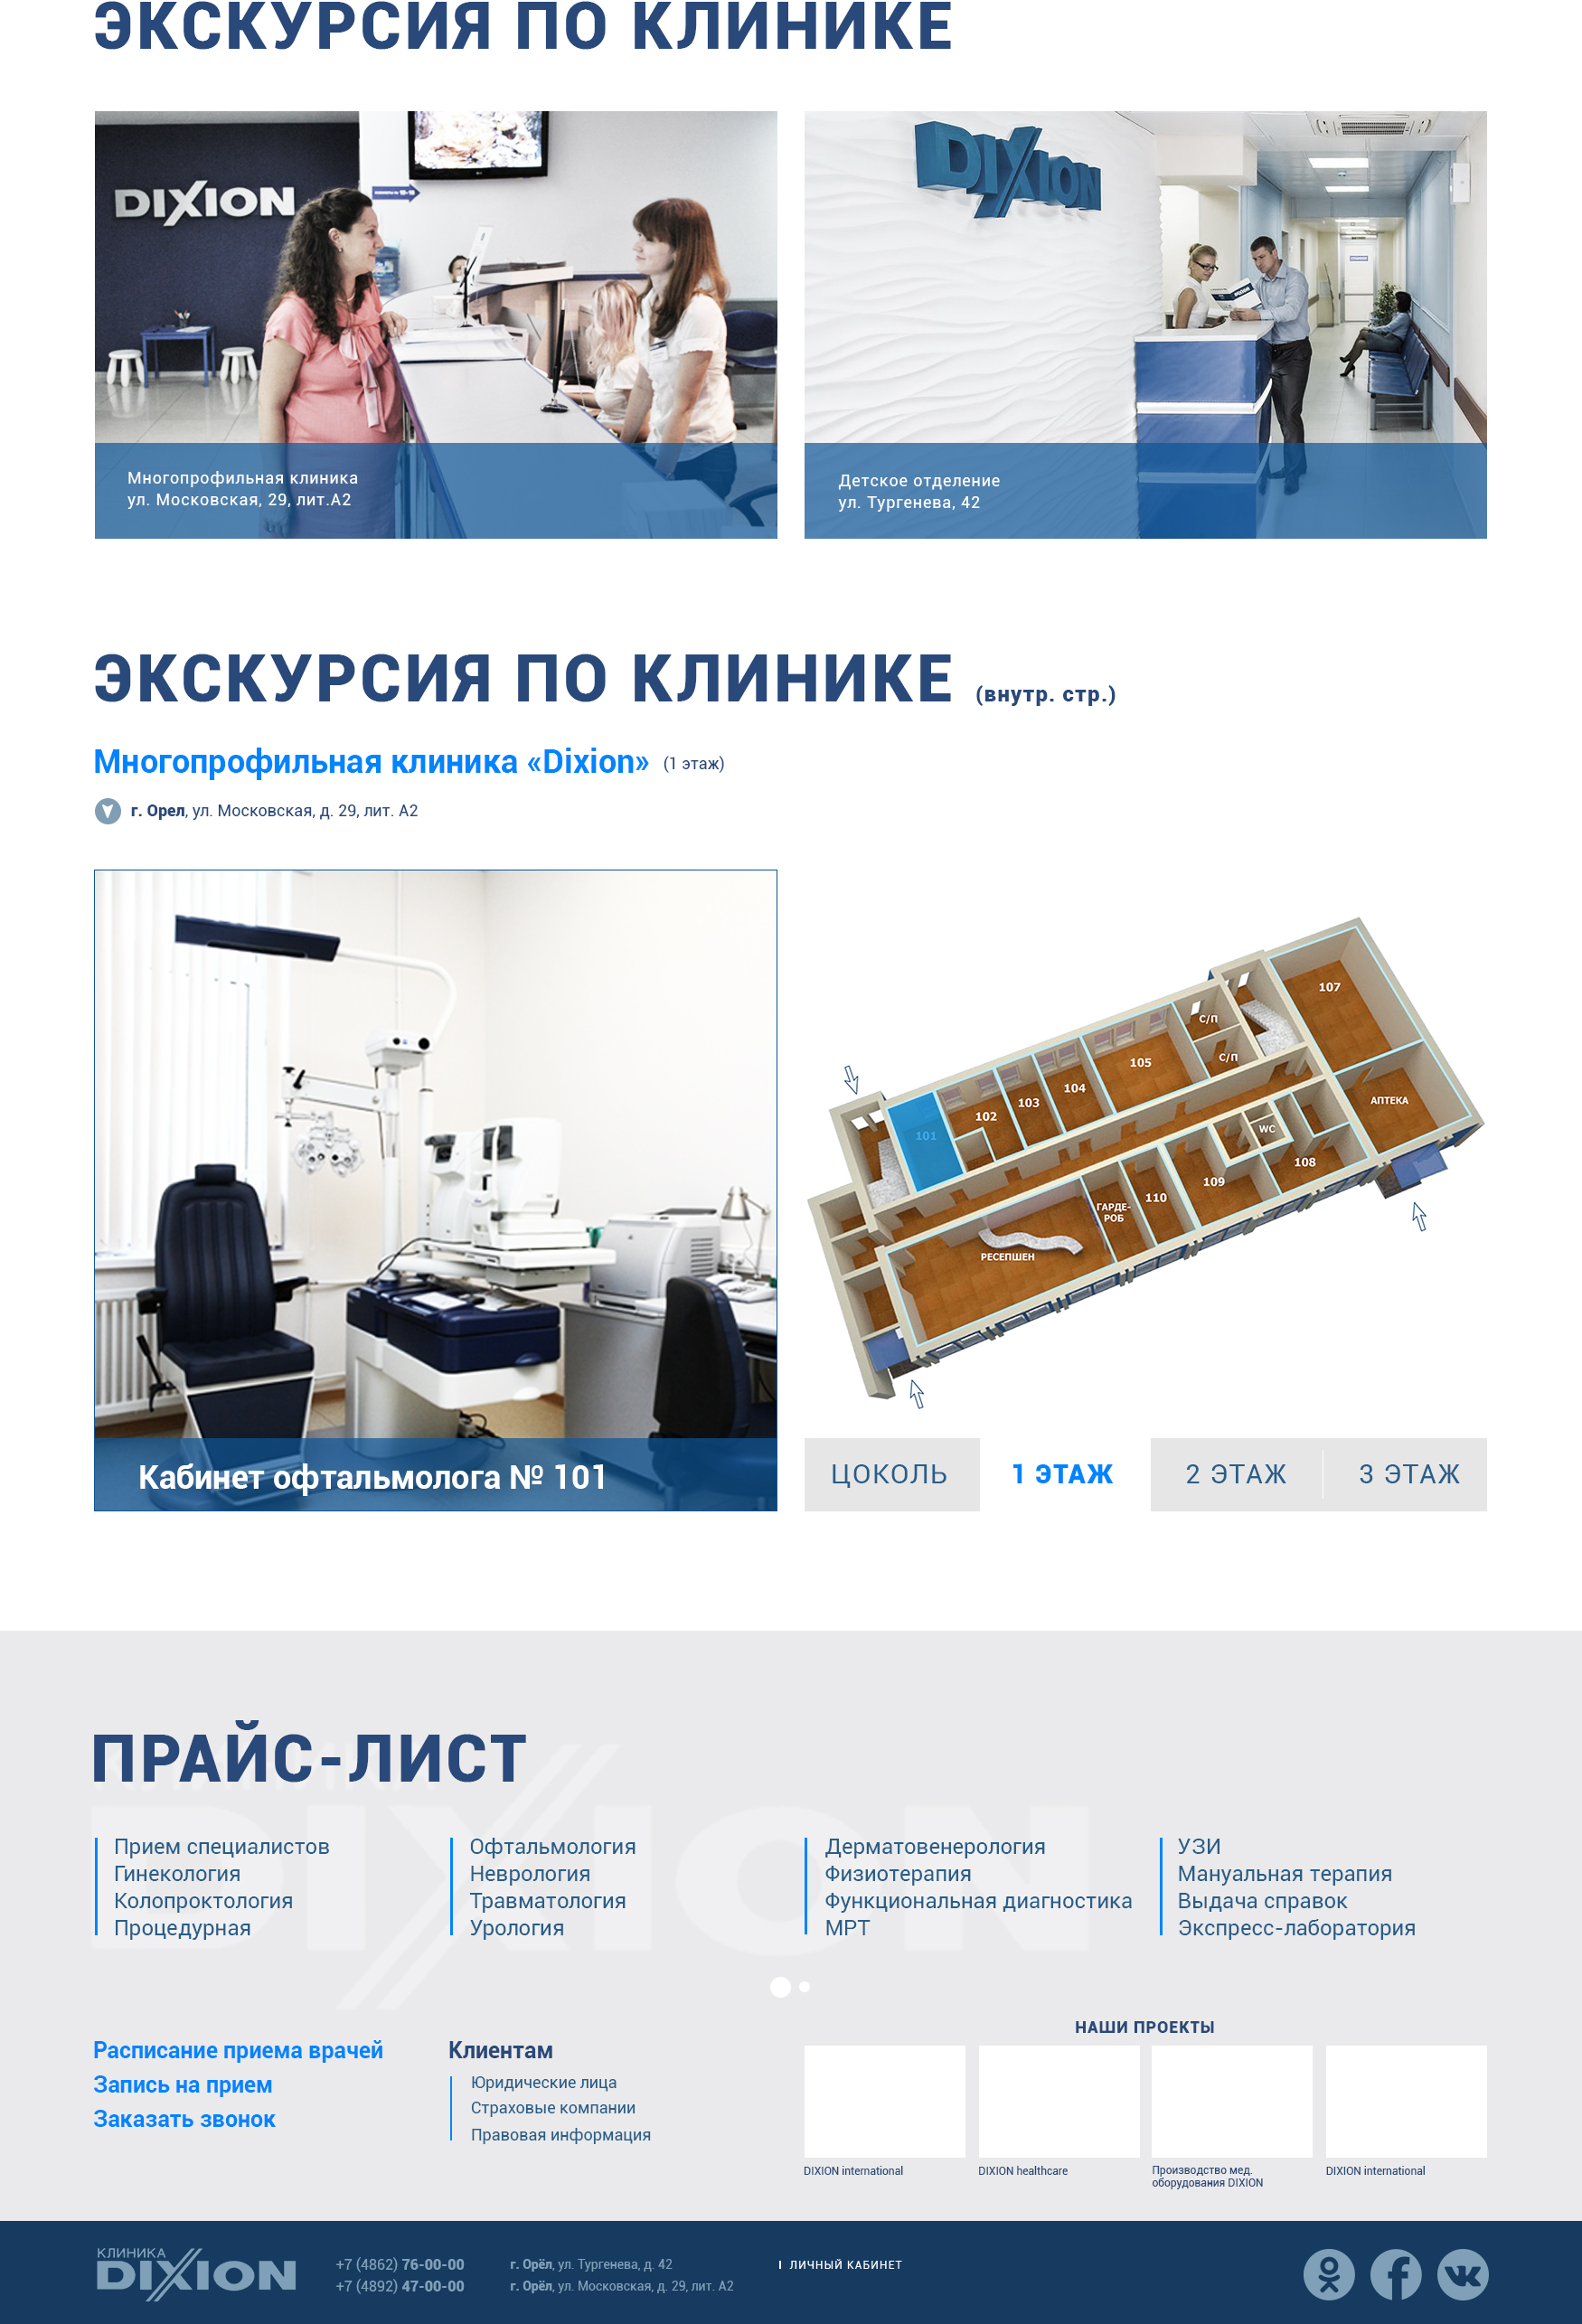 ЭКСКУРСИЯ ПО КЛИНИКЕ
DIXION
DIXION
Многопрофильная клиника
ул. Московская, 29, лит.А2
Детское отделение
ул. Тургенева, 42
ЭКСКУРСИЯ ПО КЛИНИКЕ (внутр. стр.)
Многопрофильная клиника «Dixion» (1 этаж)
г. Орел, ул. Московская, д. 29, лит. А2
107
С/П
С/П
105
104
103
102
101
АПТЕКА
WC
108
109
110
ГАРДЕ-
РОБ
РЕСЕПШЕН
Кабинет офтальмолога № 101
ЦОКОЛЬ
1 ЭТАЖ
2 ЭТАЖ
3 ЭТАЖ
ПРАЙС-ЛИСТ
DIXION
Прием специалистов
Гинекология
Колопроктология
Процедурная
Офтальмология
Неврология
Травматология
Урология
Дерматовенерология
Физиотерапия
Функциональная диагностика
МРТ
УЗИ
Мануальная терапия
Выдача справок
Экспресс-лаборатория
Расписание приема врачей
Запись на прием
Заказать звонок
Клиентам
Юридические лица
Страховые компании
Правовая информация
НАШИ ПРОЕКТЫ
DIXION international
DIXION healthcare
Производство мед.
оборудования DIXION
DIXION international
КЛИНИКА
DIXION
+7 (4862) 76-00-00
+7 (4892) 47-00-00
г. Орёл, ул. Тургенева, д. 42
г. Орёл, ул. Московская, д. 29, лит. А2
ЛИЧНЫЙ КАБИНЕТ